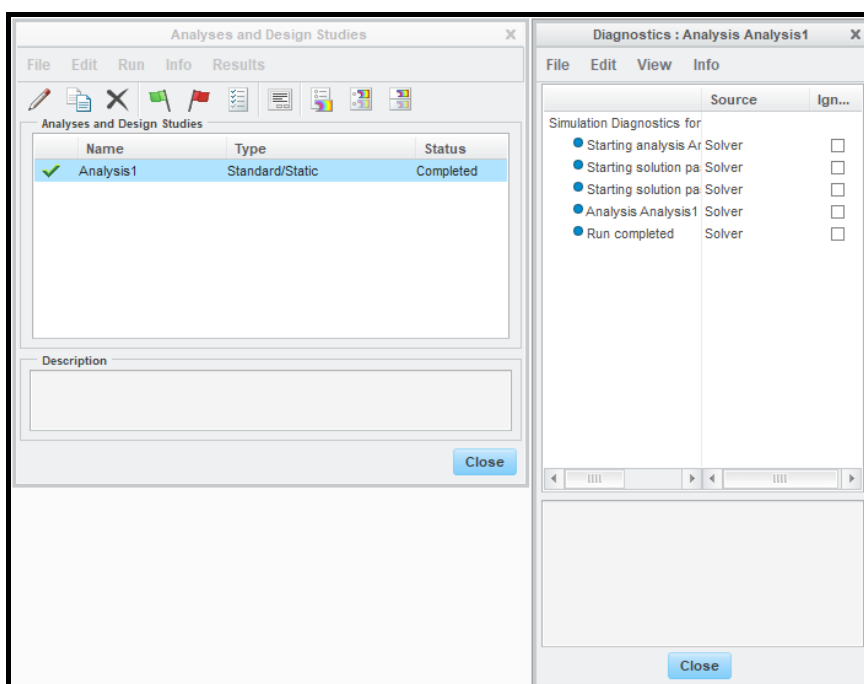 Analyses and Design Studies
File Edit Run Info Results
Analyses and Design Studies
Name Type Status
Analysis1 Standard/Static Completed
Description
Close
Diagnostics : Analysis Analysis1
File Edit View Info
Source Ign...
Simulation Diagnostics for
Starting analysis Ar Solver
Starting solution pa Solver
Starting solution pa Solver
Analysis Analysis1 Solver
Run completed Solver
Close